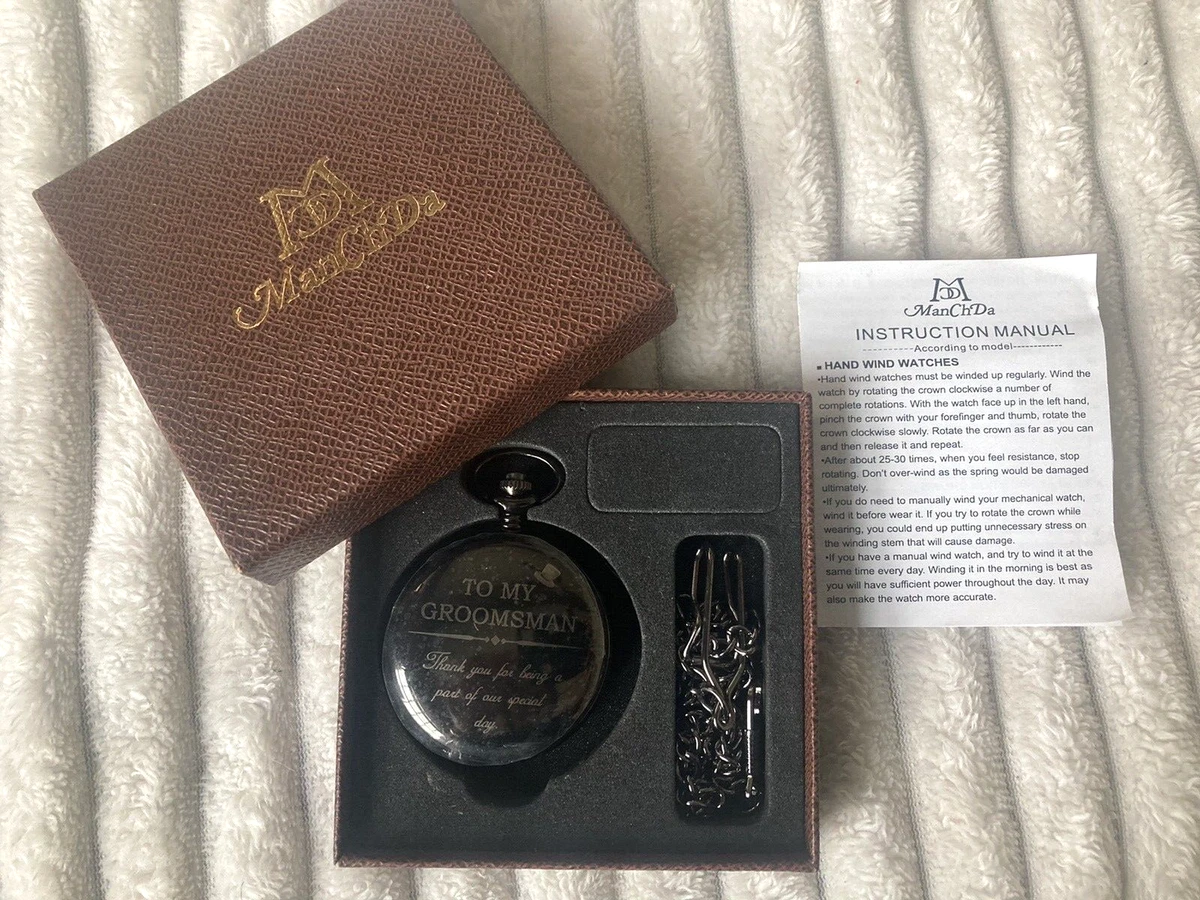 ManChDa
TO MY
GROOMSMAN
Thank you for being a
part of our special
day.
ManChDa
INSTRUCTION MANUAL
----------According to model------------
▪ HAND WIND WATCHES
•Hand wind watches must be winded up regularly. Wind the
watch by rotating the crown clockwise a number of
complete rotations. With the watch face up in the left hand,
pinch the crown with your forefinger and thumb, rotate the
crown clockwise slowly. Rotate the crown as far as you can
and then release it and repeat.
•After about 25-30 times, when you feel resistance, stop
rotating. Don't over-wind as the spring would be damaged
ultimately.
•If you do need to manually wind your mechanical watch,
wind it before wear it. If you try to rotate the crown while
wearing, you could end up putting unnecessary stress on
the winding stem that will cause damage.
•If you have a manual wind watch, and try to wind it at the
same time every day. Winding it in the morning is best as
you will have sufficient power throughout the day. It may
also make the watch more accurate.